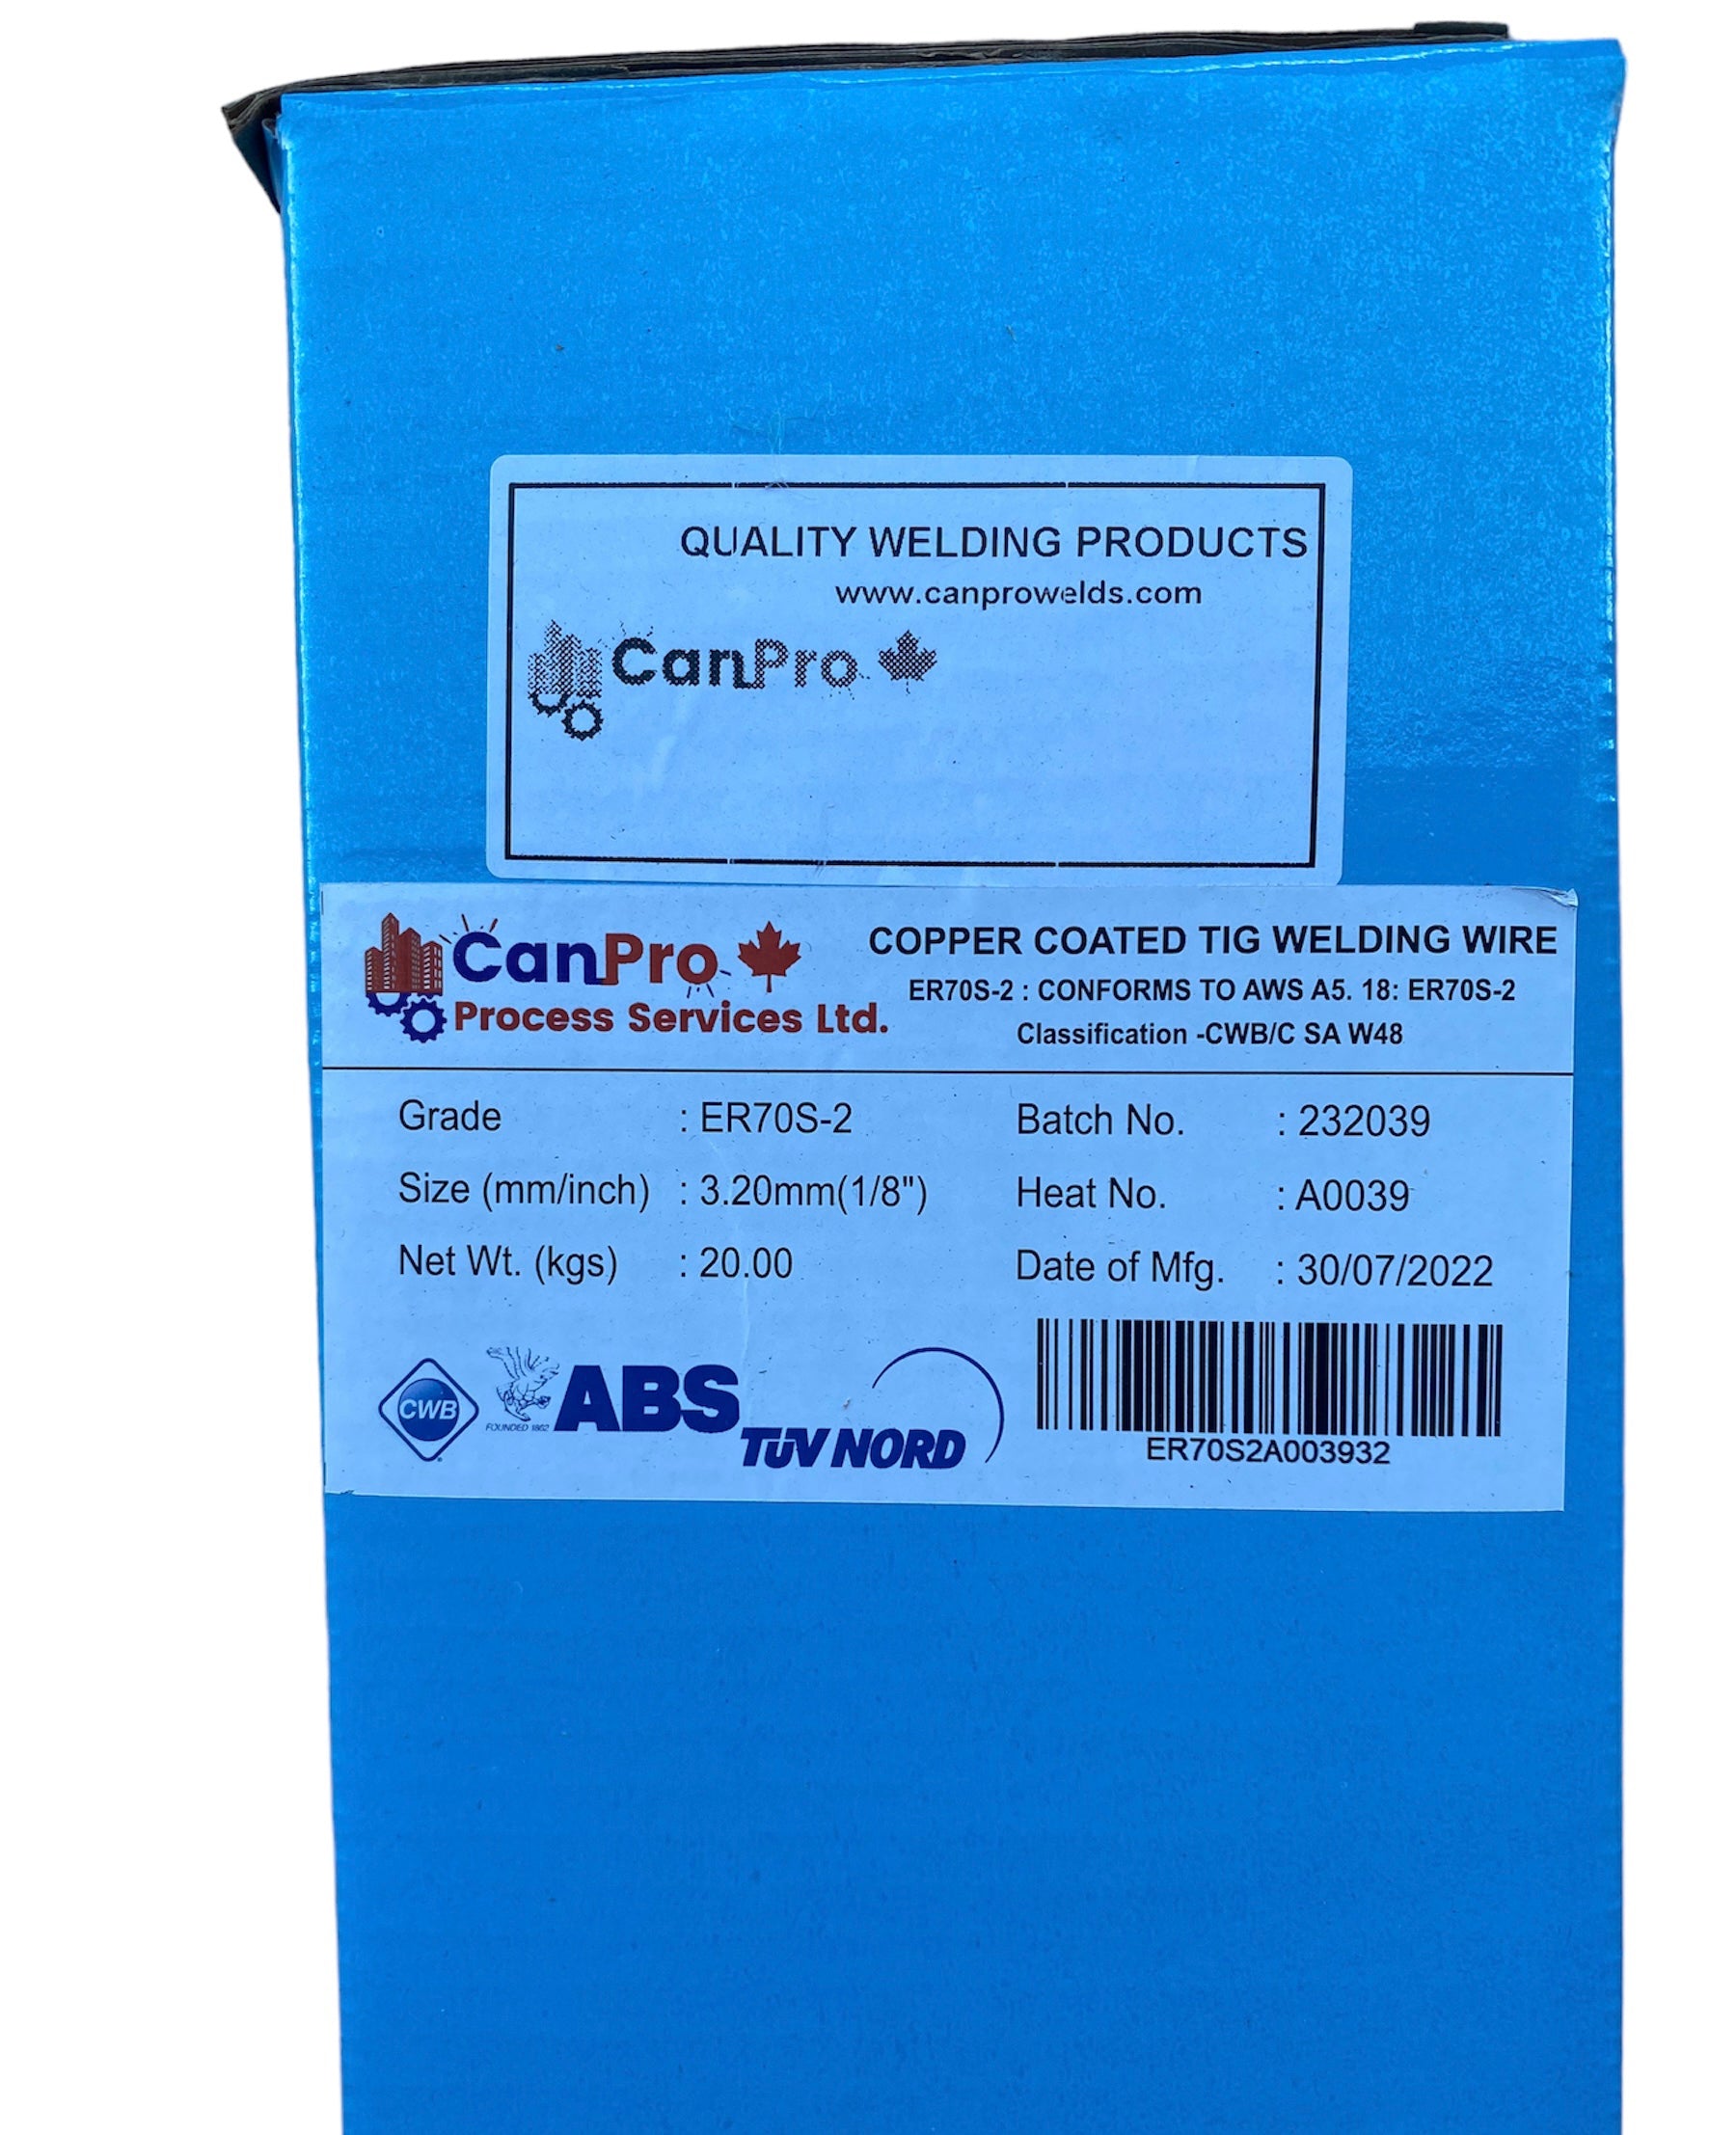 QUALITY WELDING PRODUCTS
www.canprowelds.com
CanPro
CanPro
Process Services Ltd.
COPPER COATED TIG WELDING WIRE
ER70S-2 : CONFORMS TO AWS A5. 18: ER70S-2
Classification -CWB/C SA W48
Grade : ER70S-2
Batch No. : 232039
Size (mm/inch) : 3.20mm(1/8")
Heat No. : A0039
Net Wt. (kgs) : 20.00
Date of Mfg. : 30/07/2022
CWB
FOUNDED 1862
ABS
TÜV NORD
ER70S2A003932